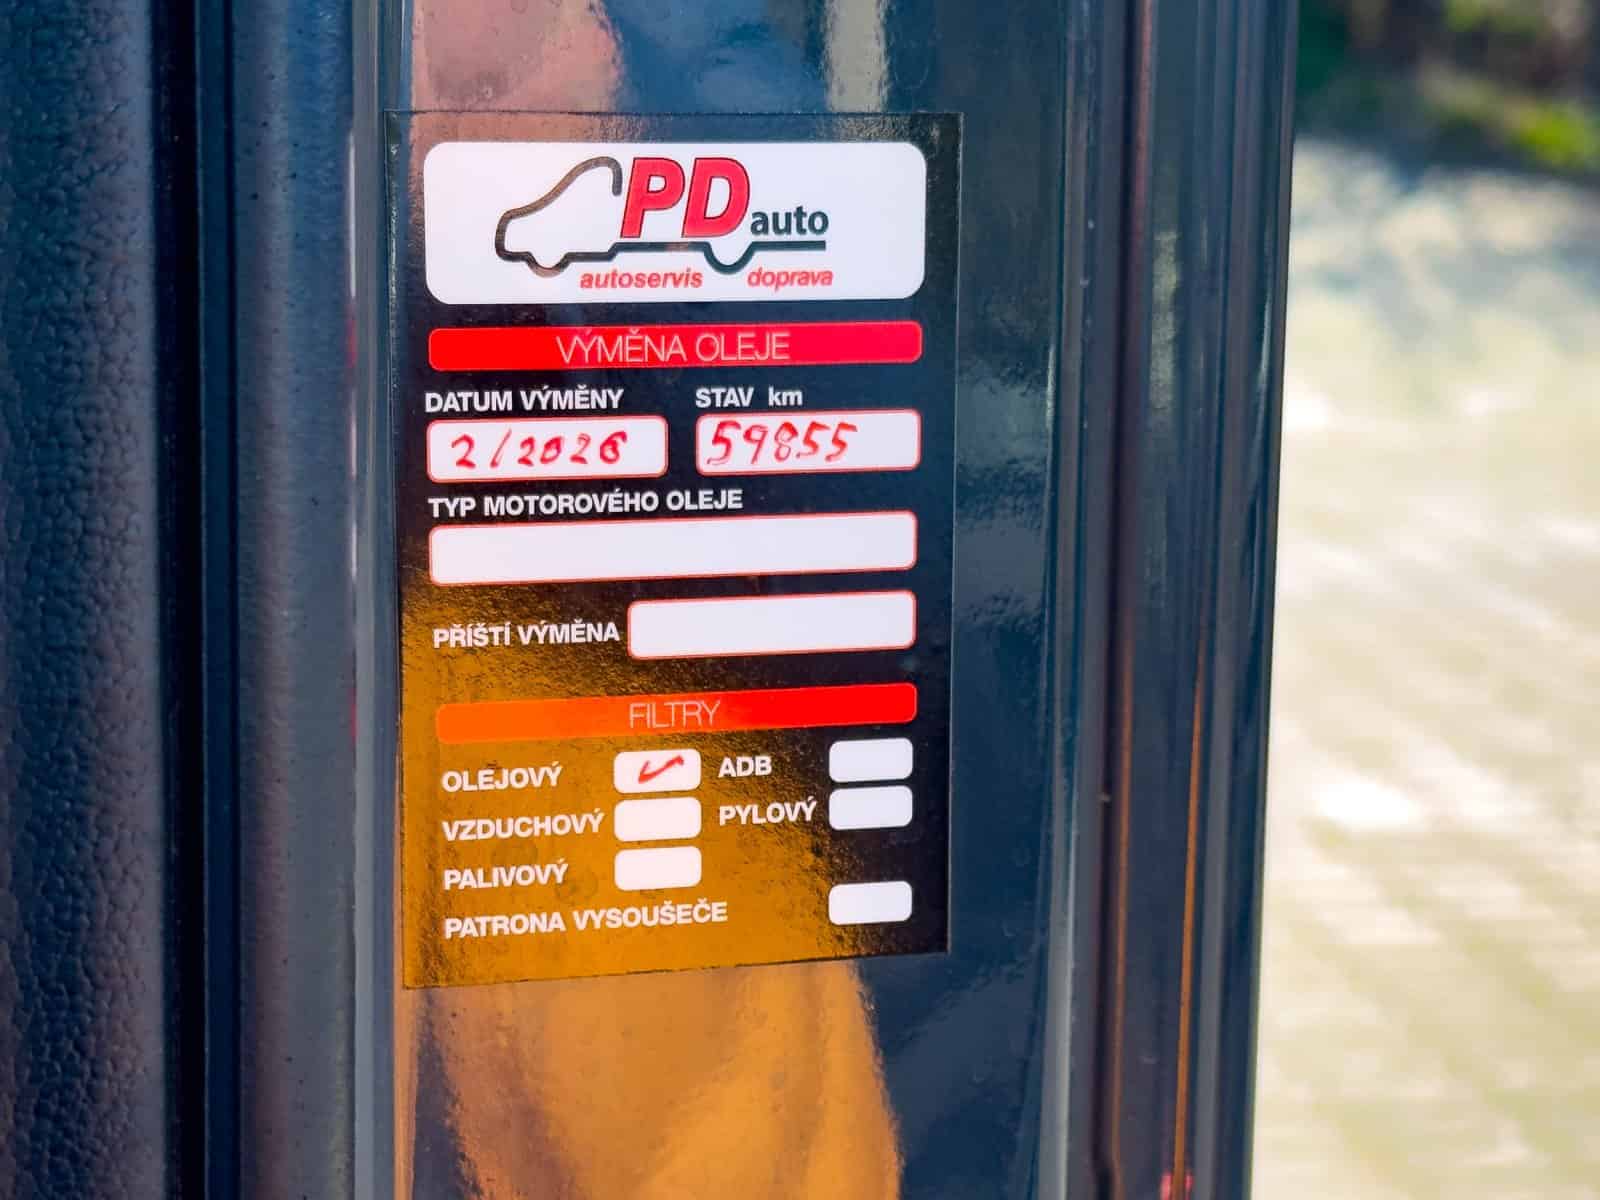 PD auto
autoservis doprava
VÝMĚNA OLEJE
DATUM VÝMĚNY STAV km
2/2026 59855
TYP MOTOROVÉHO OLEJE
PŘÍŠTÍ VÝMĚNA
FILTRY
OLEJOVÝ ✓ ADB
VZDUCHOVÝ PYLOVÝ
PALIVOVÝ
PATRONA VYSOUŠEČE